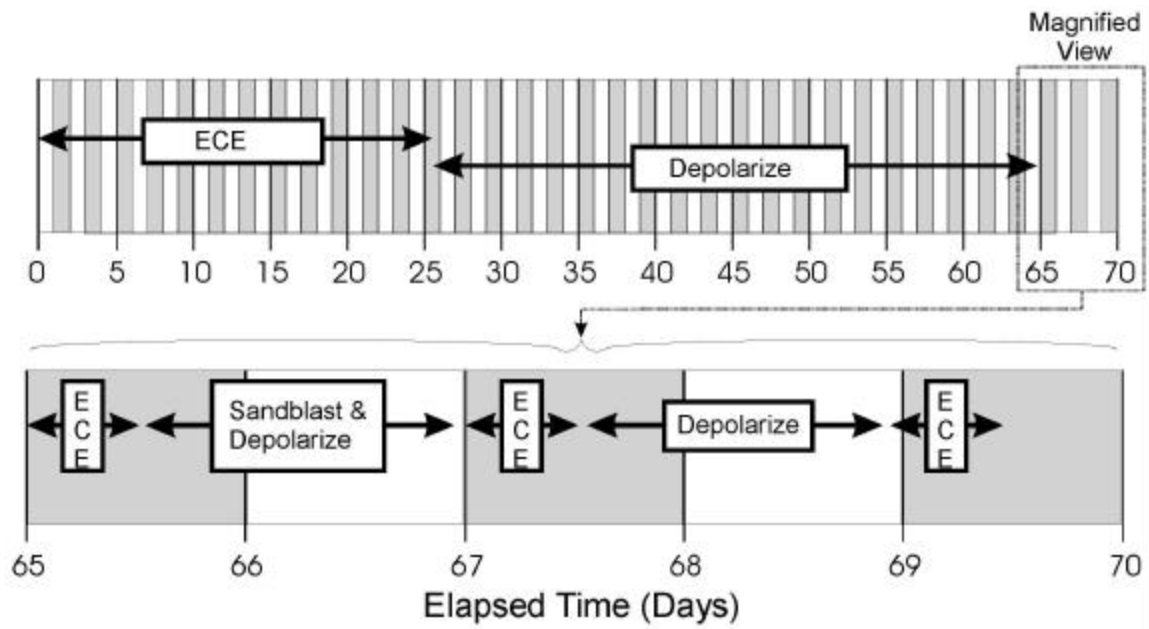 Magnified
View
ECE
Depolarize
0 5 10 15 20 25 30 35 40 45 50 55 60 65 70
E
C
E
Sandblast &
Depolarize
E
C
E
Depolarize
E
C
E
65 66 67 68 69 70
Elapsed Time (Days)